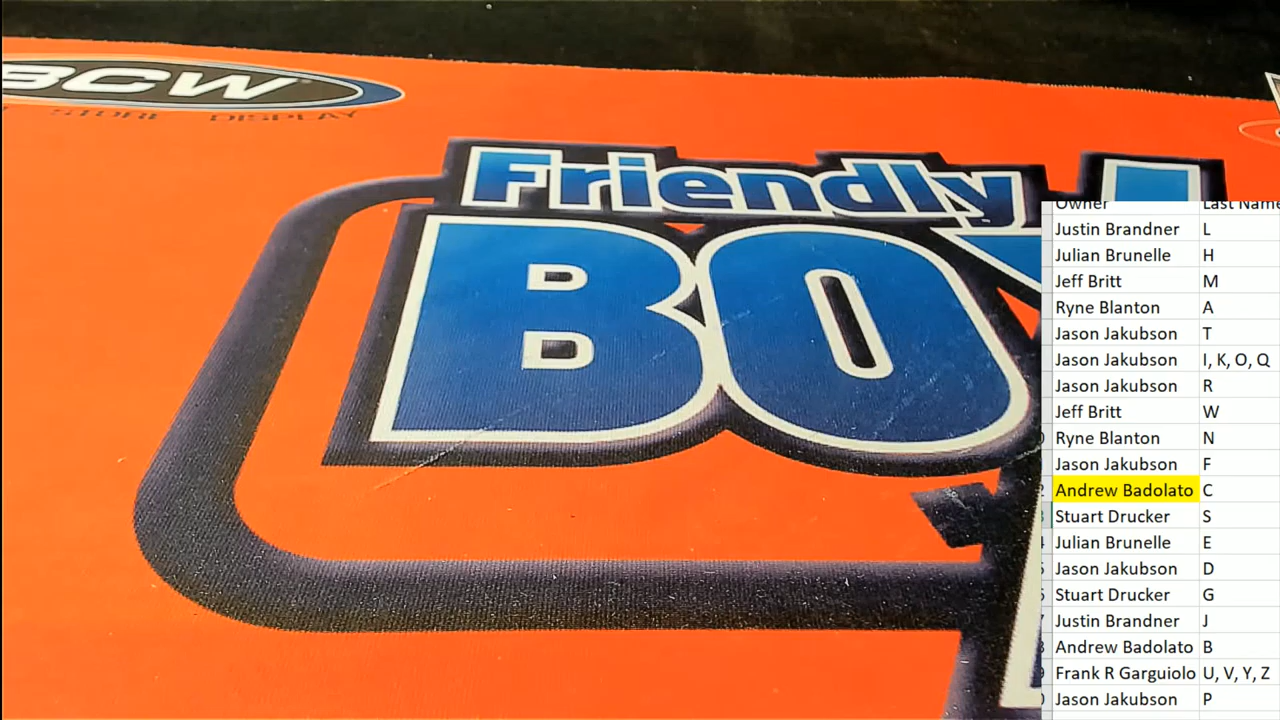 BCW
STORE DISPLAY
Friendly
BO
Owner Last Name
Justin Brandner L
Julian Brunelle H
Jeff Britt M
Ryne Blanton A
Jason Jakubson T
Jason Jakubson I, K, O, Q
Jason Jakubson R
Jeff Britt W
Ryne Blanton N
Jason Jakubson F
Andrew Badolato C
Stuart Drucker S
Julian Brunelle E
Jason Jakubson D
Stuart Drucker G
Justin Brandner J
Andrew Badolato B
Frank R Garguiolo U, V, Y, Z
Jason Jakubson P